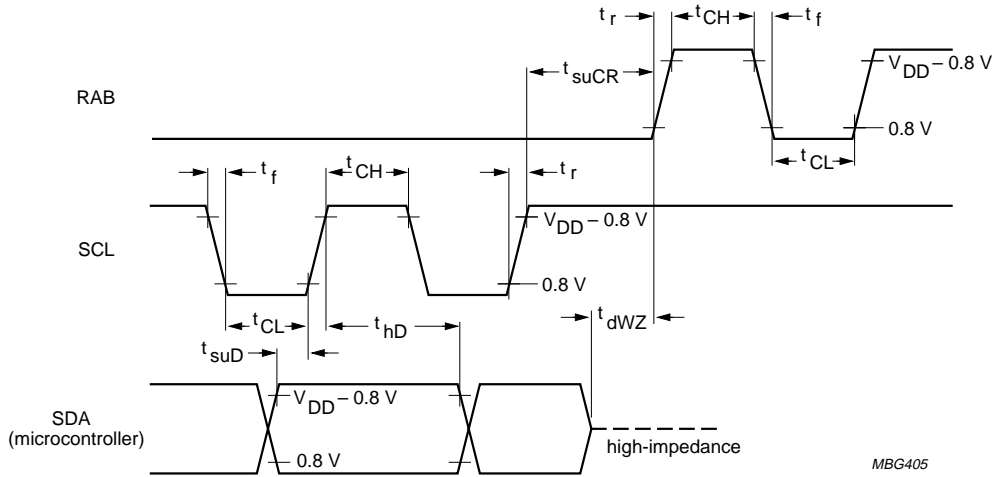 t r
t CH
t f
t suCR
V DD – 0.8 V
RAB
0.8 V
t CL
t f
t CH
t r
V DD – 0.8 V
SCL
0.8 V
t CL
t hD
t dWZ
t suD
V DD – 0.8 V
SDA
(microcontroller)
high-impedance
0.8 V
MBG405